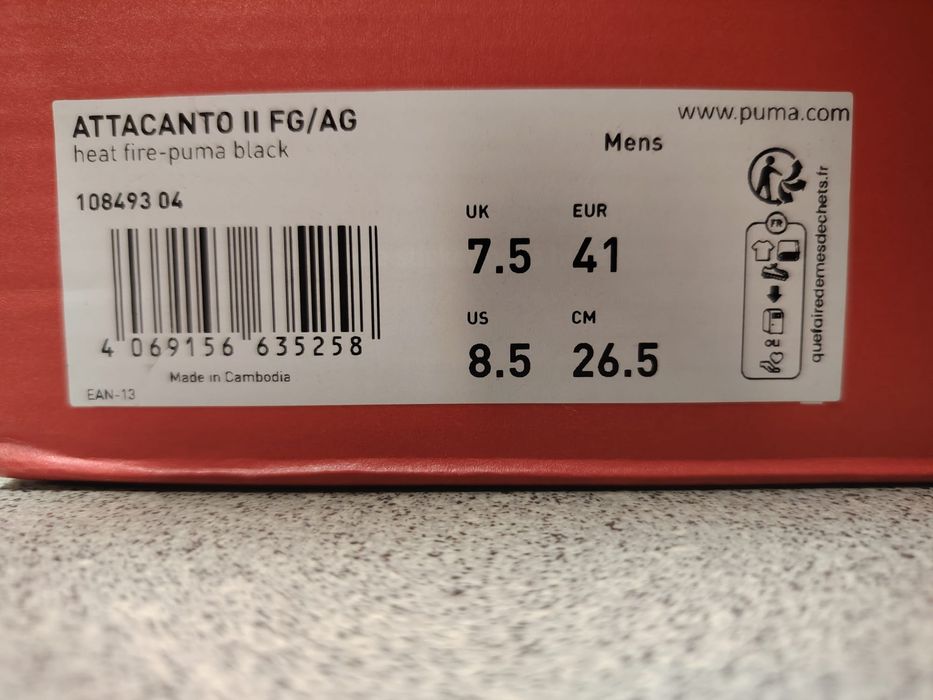 ATTACANTO II FG/AG
heat fire-puma black
www.puma.com
Mens
108493 04
UK
7.5
EUR
41
US
8.5
CM
26.5
4 069156 635258
Made in Cambodia
EAN-13
FR
quefairedemesdechets.fr